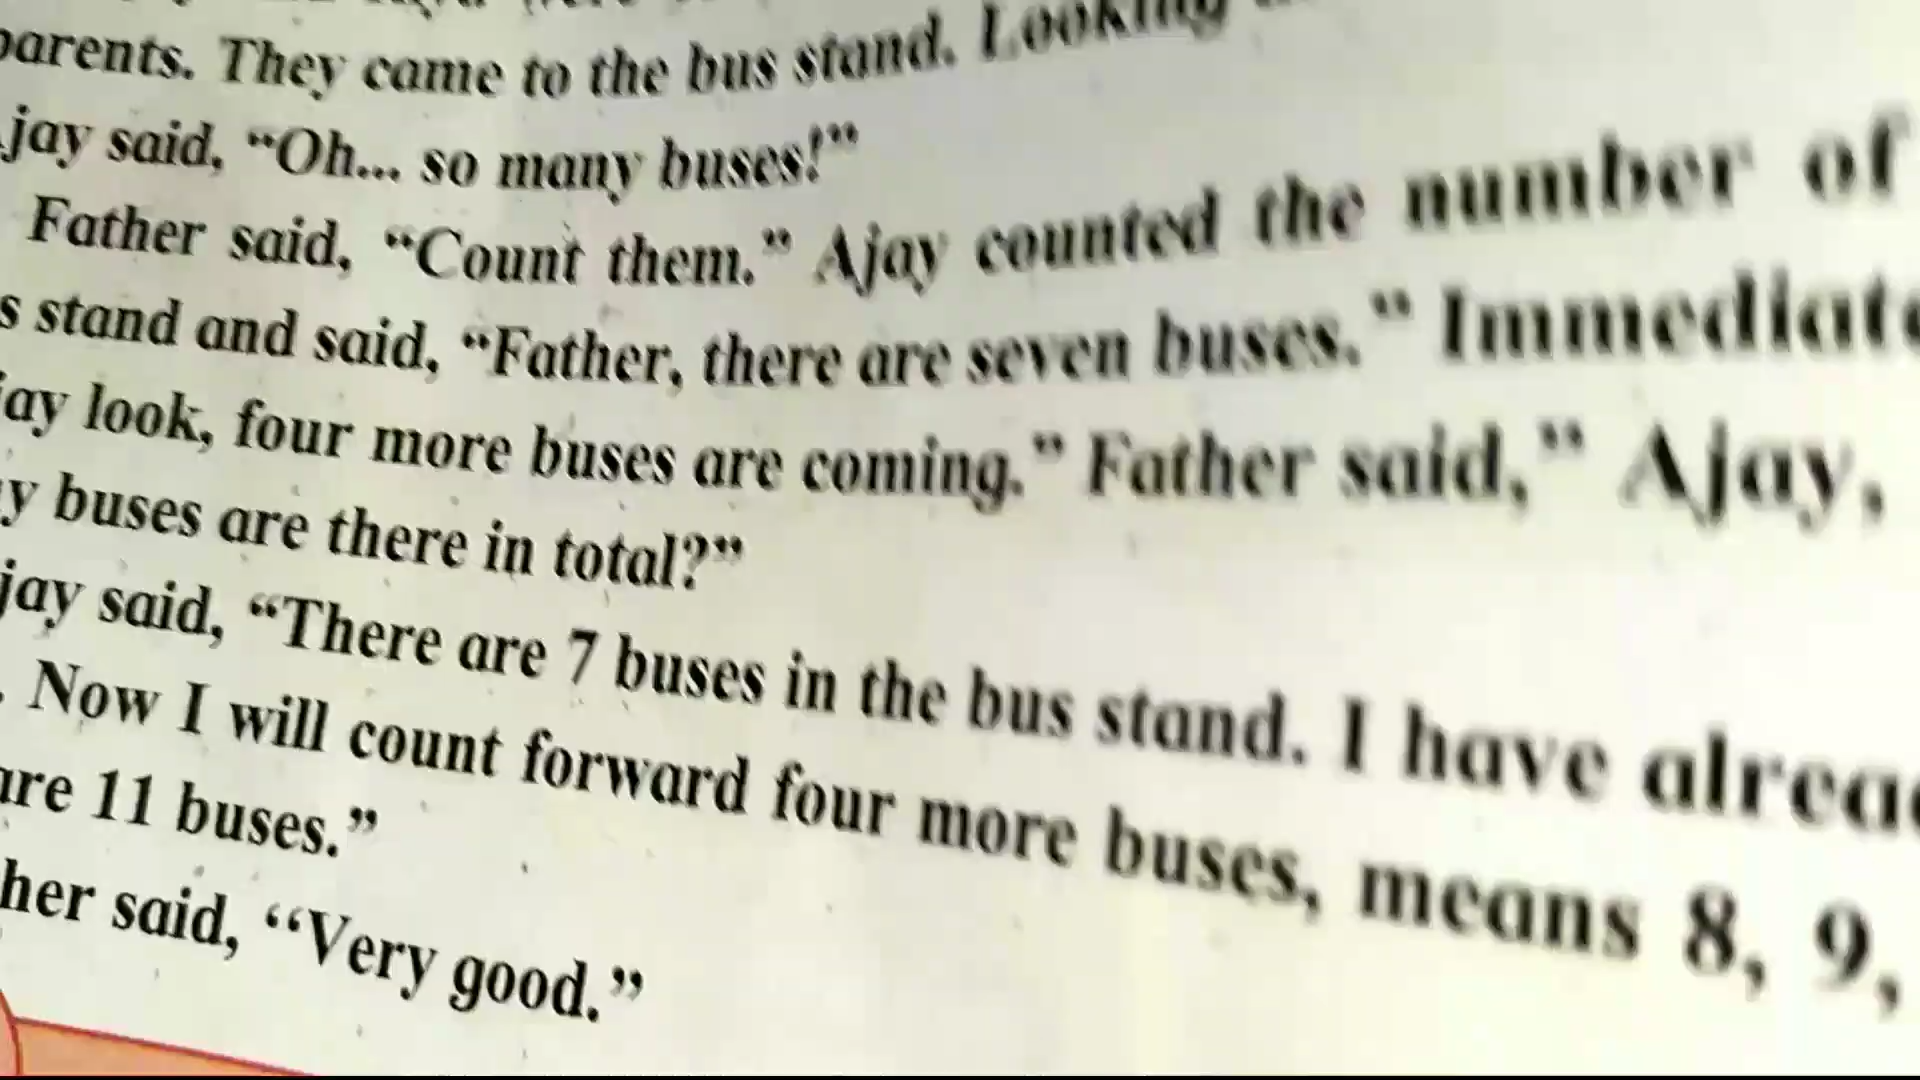 parents. They came to the bus stand. Looking
jay said, “Oh... so many buses!”
Father said, “Count them.” Ajay counted the number of
s stand and said, “Father, there are seven buses.” Immediate
jay look, four more buses are coming.” Father said,” Ajay,
y buses are there in total?”
jay said, “There are 7 buses in the bus stand. I have alrea
. Now I will count forward four more buses, means 8, 9,
are 11 buses.”
her said, “Very good.”